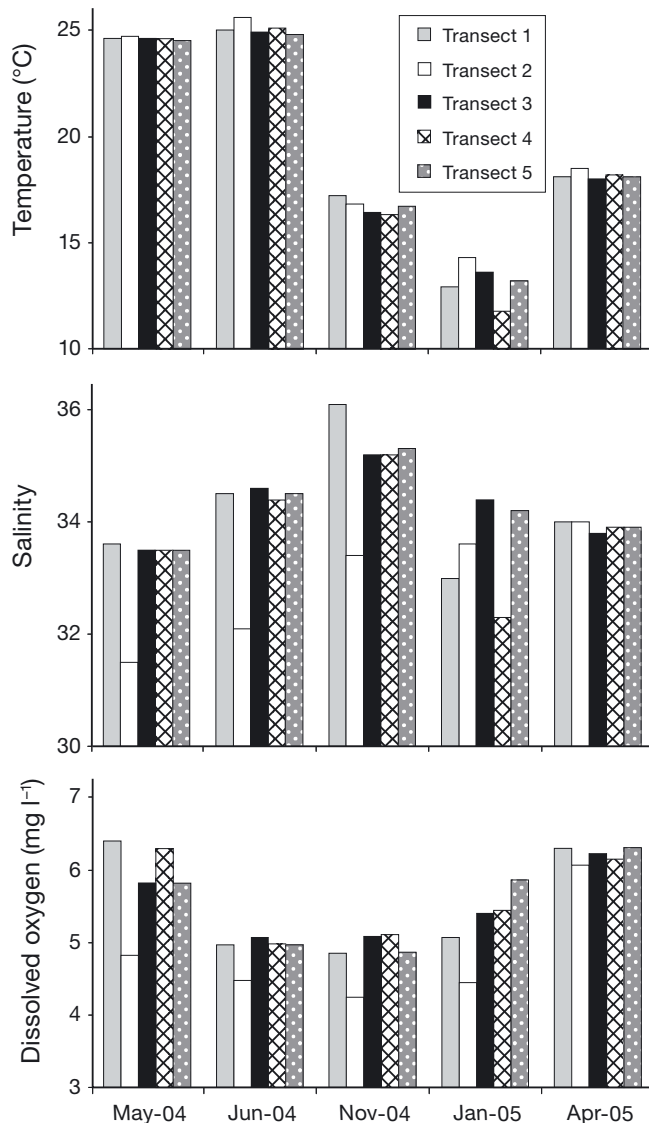 Temperature (°C)
25
20
15
10
Transect 1
Transect 2
Transect 3
Transect 4
Transect 5
Salinity
36
34
32
30
Dissolved oxygen (mg l⁻¹)
7
6
5
4
3
May-04 Jun-04 Nov-04 Jan-05 Apr-05